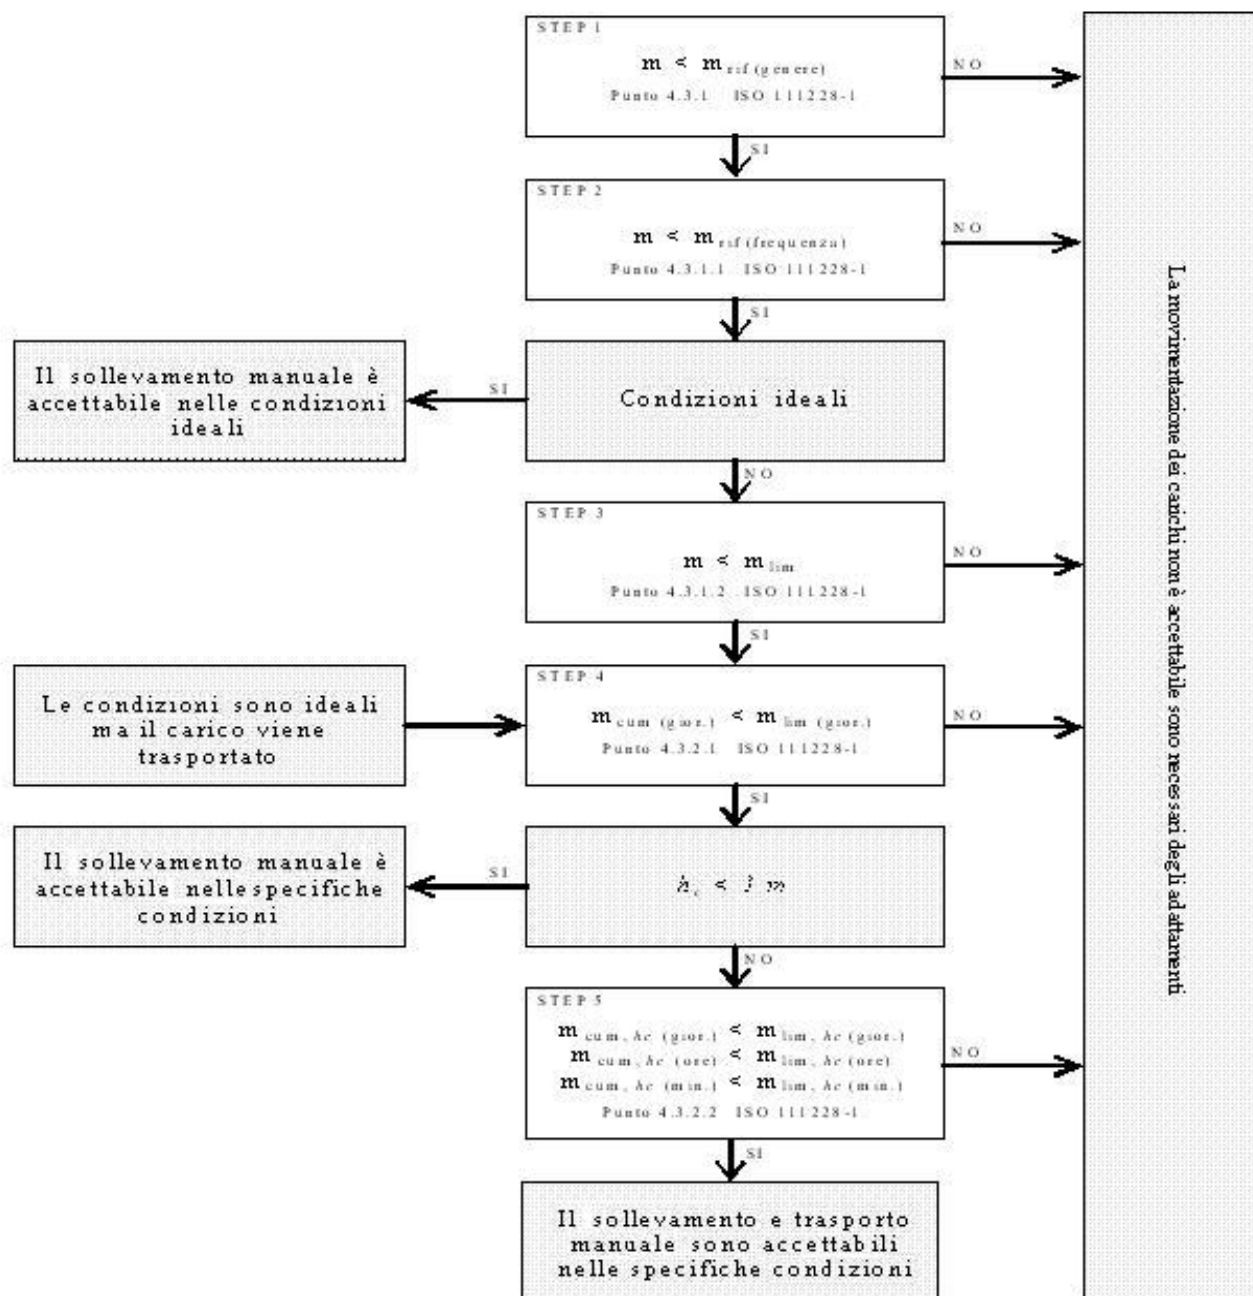 STEP 1
m < m rif (genere)
Punto 4.3.1 ISO 111228-1
NO
SI
STEP 2
m < m rif (frequenza)
Punto 4.3.1.1 ISO 111228-1
NO
SI
Il sollevamento manuale è
accettabile nelle condizioni
ideali
SI
Condizioni ideali
NO
STEP 3
m < m lim
Punto 4.3.1.2 ISO 111228-1
NO
SI
Le condizioni sono ideali
ma il carico viene
trasportato
STEP 4
m cum (gior.) < m lim (gior.)
Punto 4.3.2.1 ISO 111228-1
NO
SI
Il sollevamento manuale è
accettabile nelle specifiche
condizioni
SI
h c < 3 m
NO
STEP 5
m cum, hc (gior.) < m lim, hc (gior.)
m cum, hc (ore) < m lim, hc (ore)
m cum, hc (min.) < m lim, hc (min.)
Punto 4.3.2.2 ISO 111228-1
NO
SI
Il sollevamento e trasporto
manuale sono accettabili
nelle specifiche condizioni
La movimentazione dei carichi non è accettabile sono necessari degli adattamenti